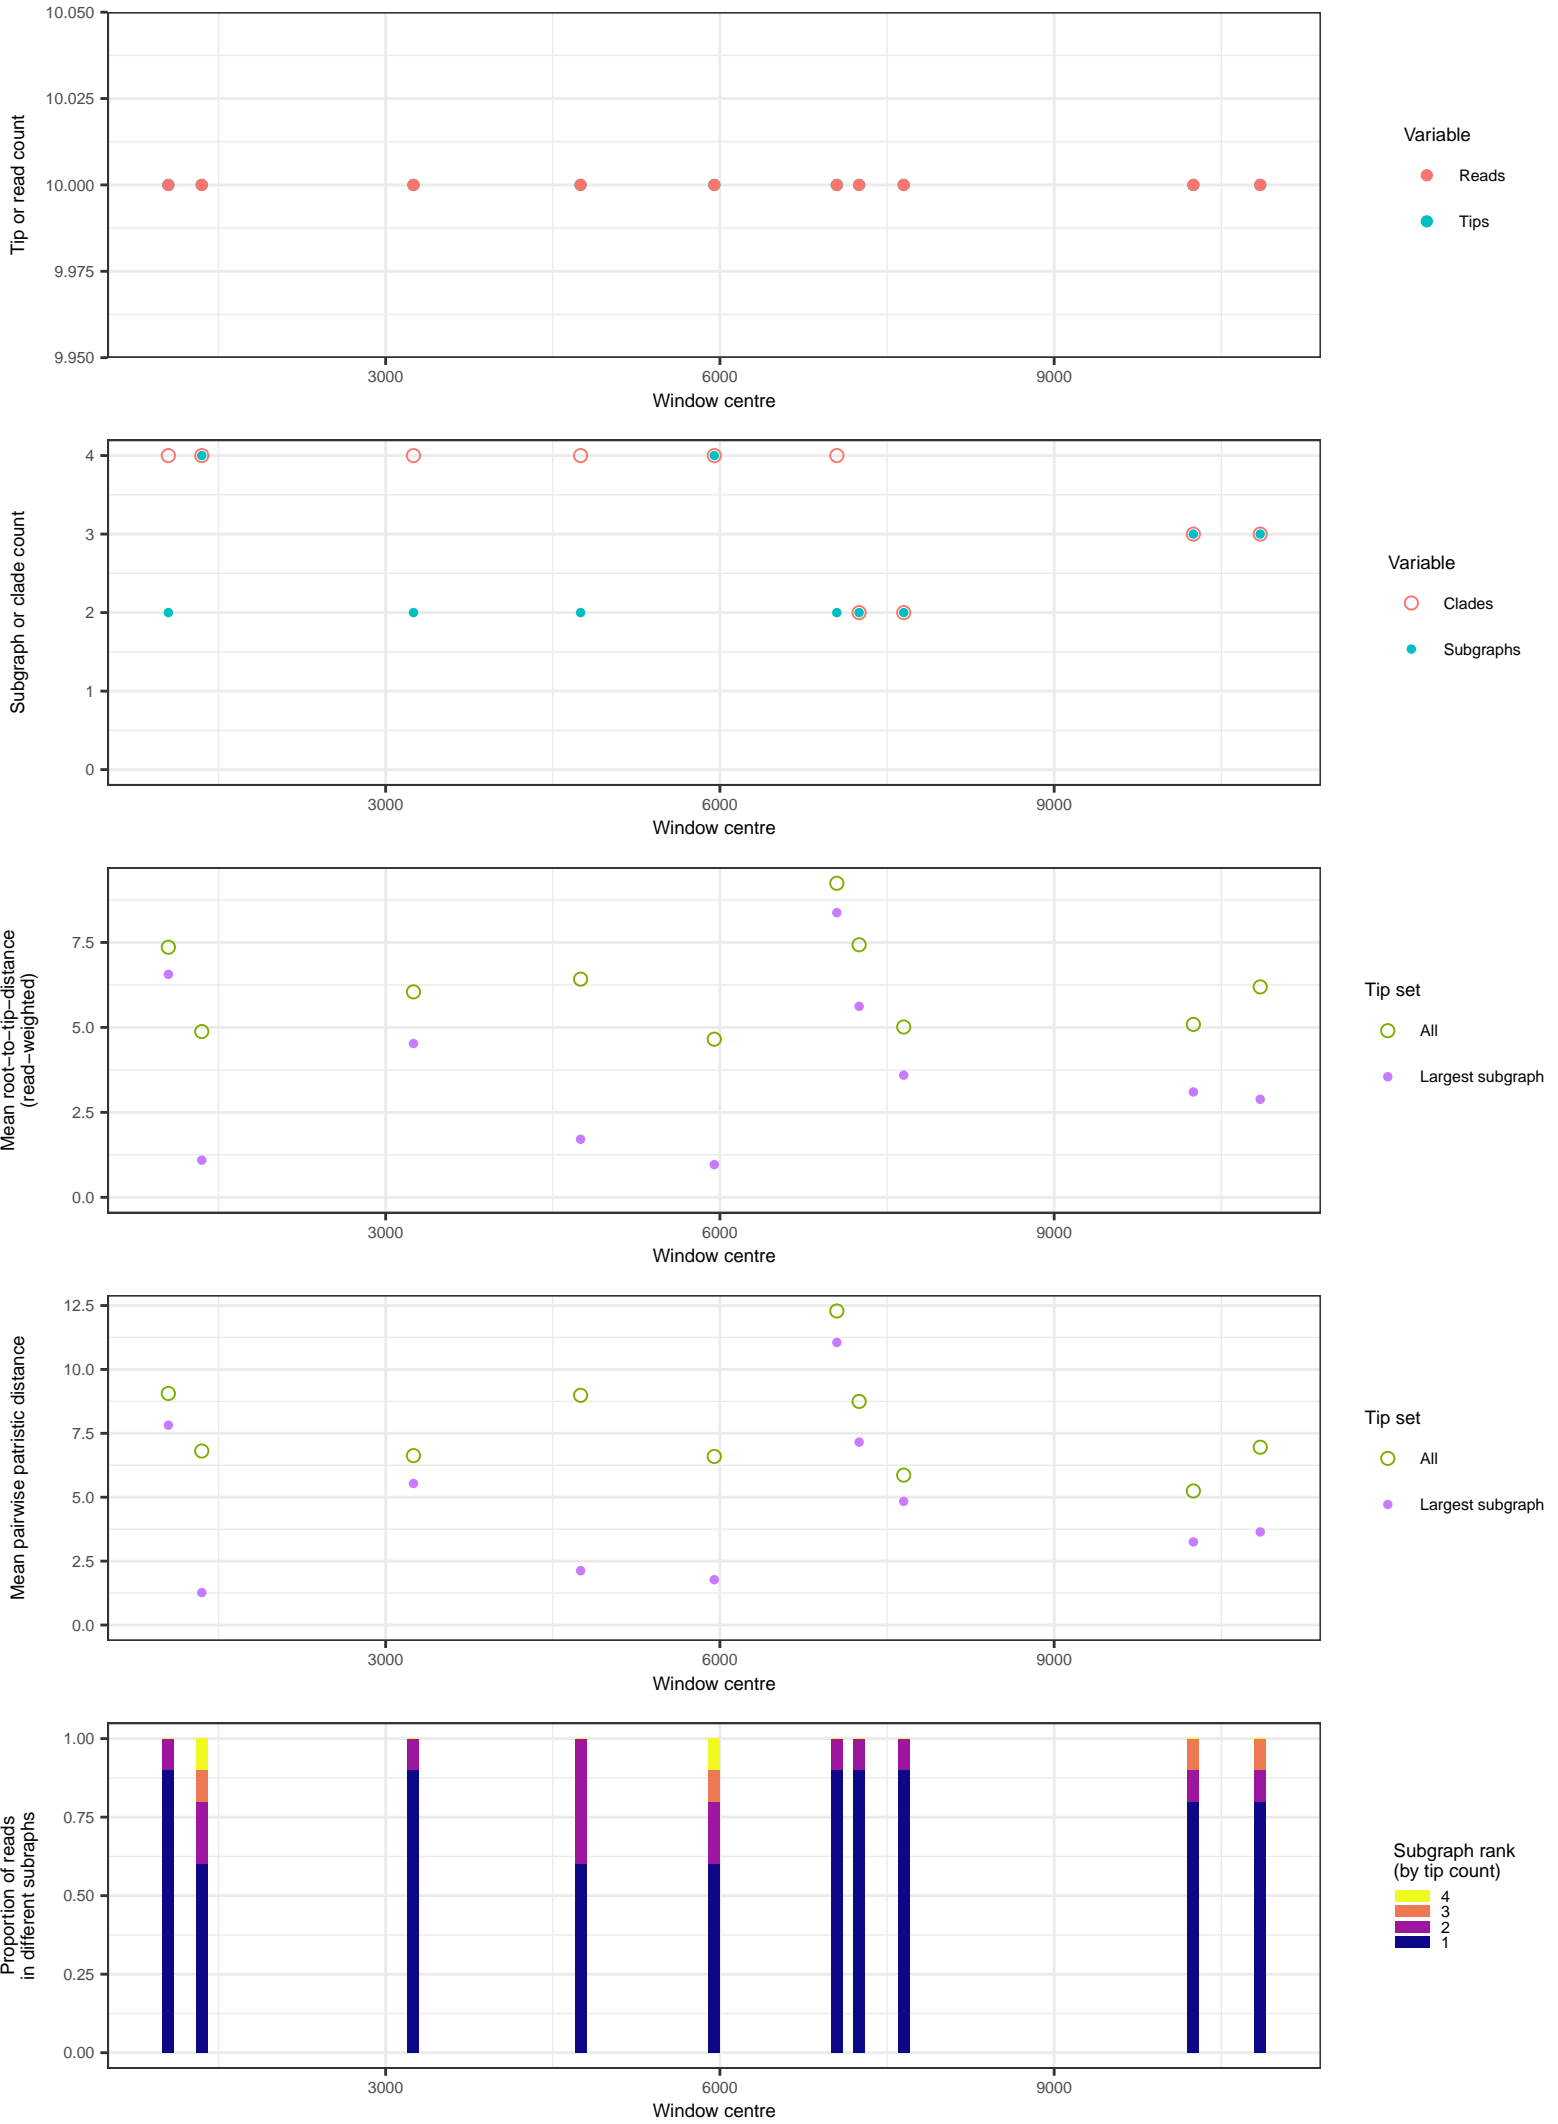 10.050
10.025
10.000
9.975
9.950
Tip or read count
3000
6000
9000
Window centre
Variable
Reads
Tips
4
3
2
1
0
Subgraph or clade count
3000
6000
9000
Window centre
Variable
Clades
Subgraphs
7.5
5.0
2.5
0.0
Mean root−to−tip−distance
(read−weighted)
3000
6000
9000
Window centre
Tip set
All
Largest subgraph
12.5
10.0
7.5
5.0
2.5
0.0
Mean pairwise patristic distance
3000
6000
9000
Window centre
Tip set
All
Largest subgraph
1.00
0.75
0.50
0.25
0.00
Proportion of reads
in different subraphs
3000
6000
9000
Window centre
Subgraph rank
(by tip count)
4
3
2
1